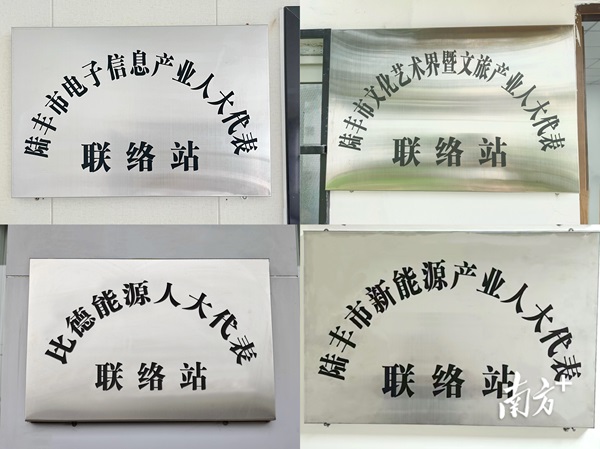 陆丰市电子信息产业人大代表
联络站
陆丰市文化艺术界暨文旅产业人大代表
联络站
比德能源人大代表
联络站
陆丰市新能源产业人大代表
联络站
南方+